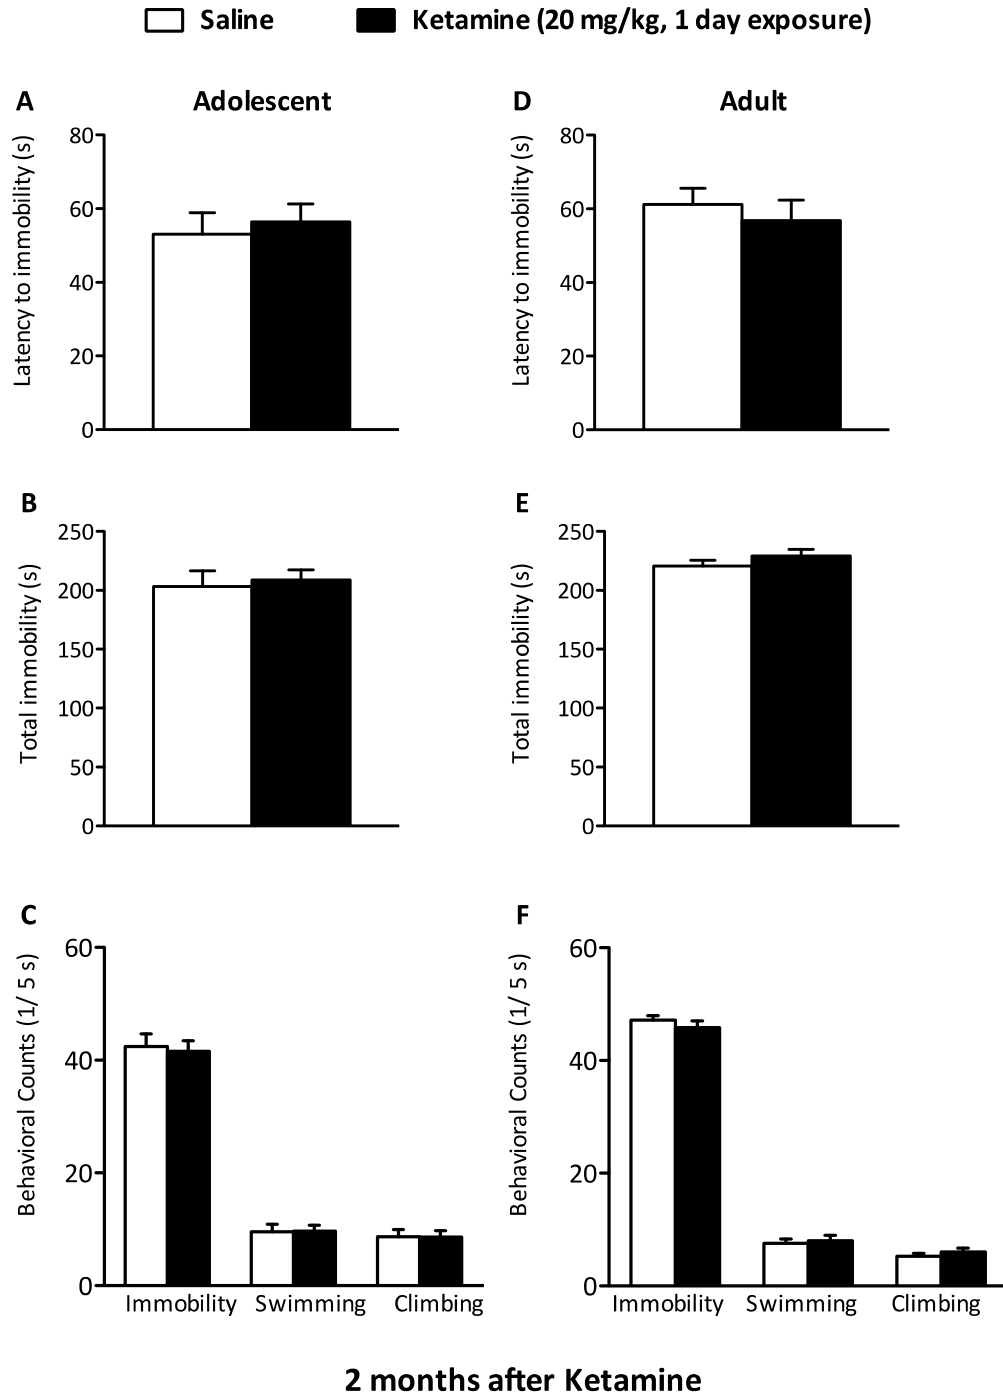 Saline Ketamine (20 mg/kg, 1 day exposure)
A Adolescent
Latency to immobility (s)
80
60
40
20
0
D Adult
Latency to immobility (s)
80
60
40
20
0
B
Total immobility (s)
250
200
150
100
50
0
E
Total immobility (s)
250
200
150
100
50
0
C
Behavioral Counts (1/ 5 s)
60
40
20
0
Immobility Swimming Climbing
F
Behavioral Counts (1/ 5 s)
60
40
20
0
Immobility Swimming Climbing
2 months after Ketamine